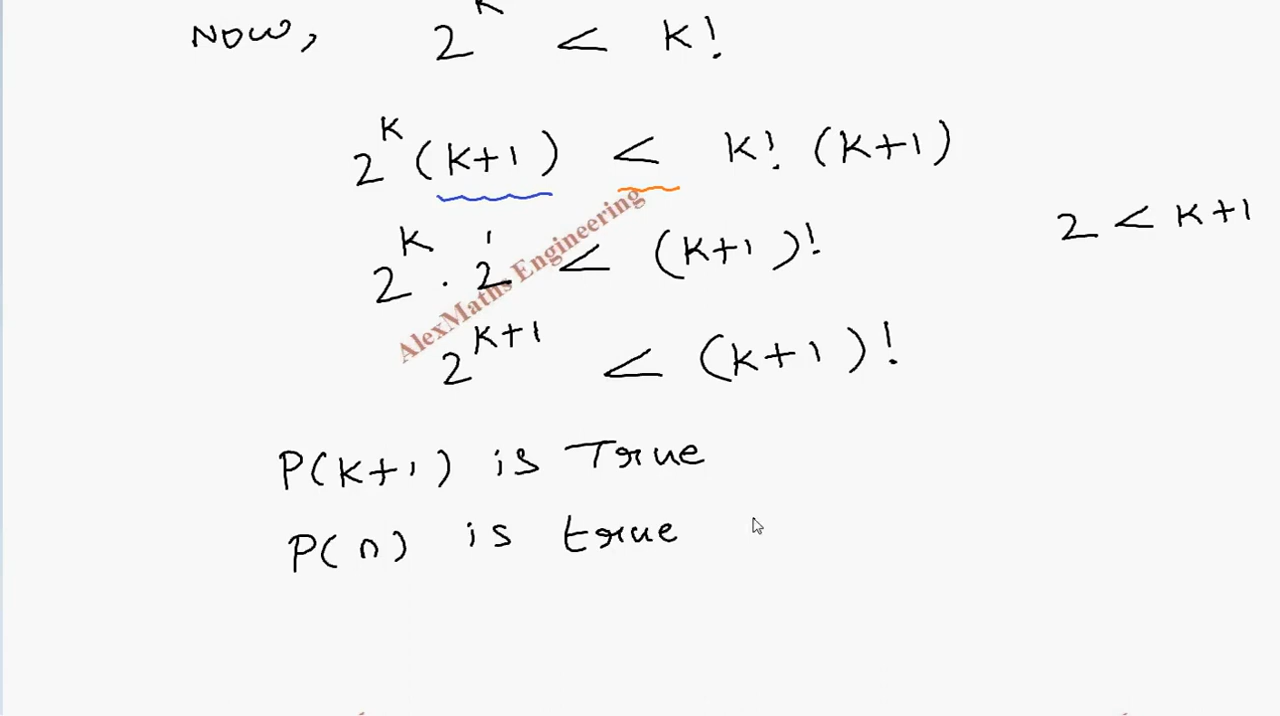 Now, 2^k < k!
2^k (k+1) < k! (k+1)
2 < k+1
2^k · 2^1 < (k+1)!
AlexMaths Engineering
2^{k+1} < (k+1)!
P(k+1) is True
P(n) is true